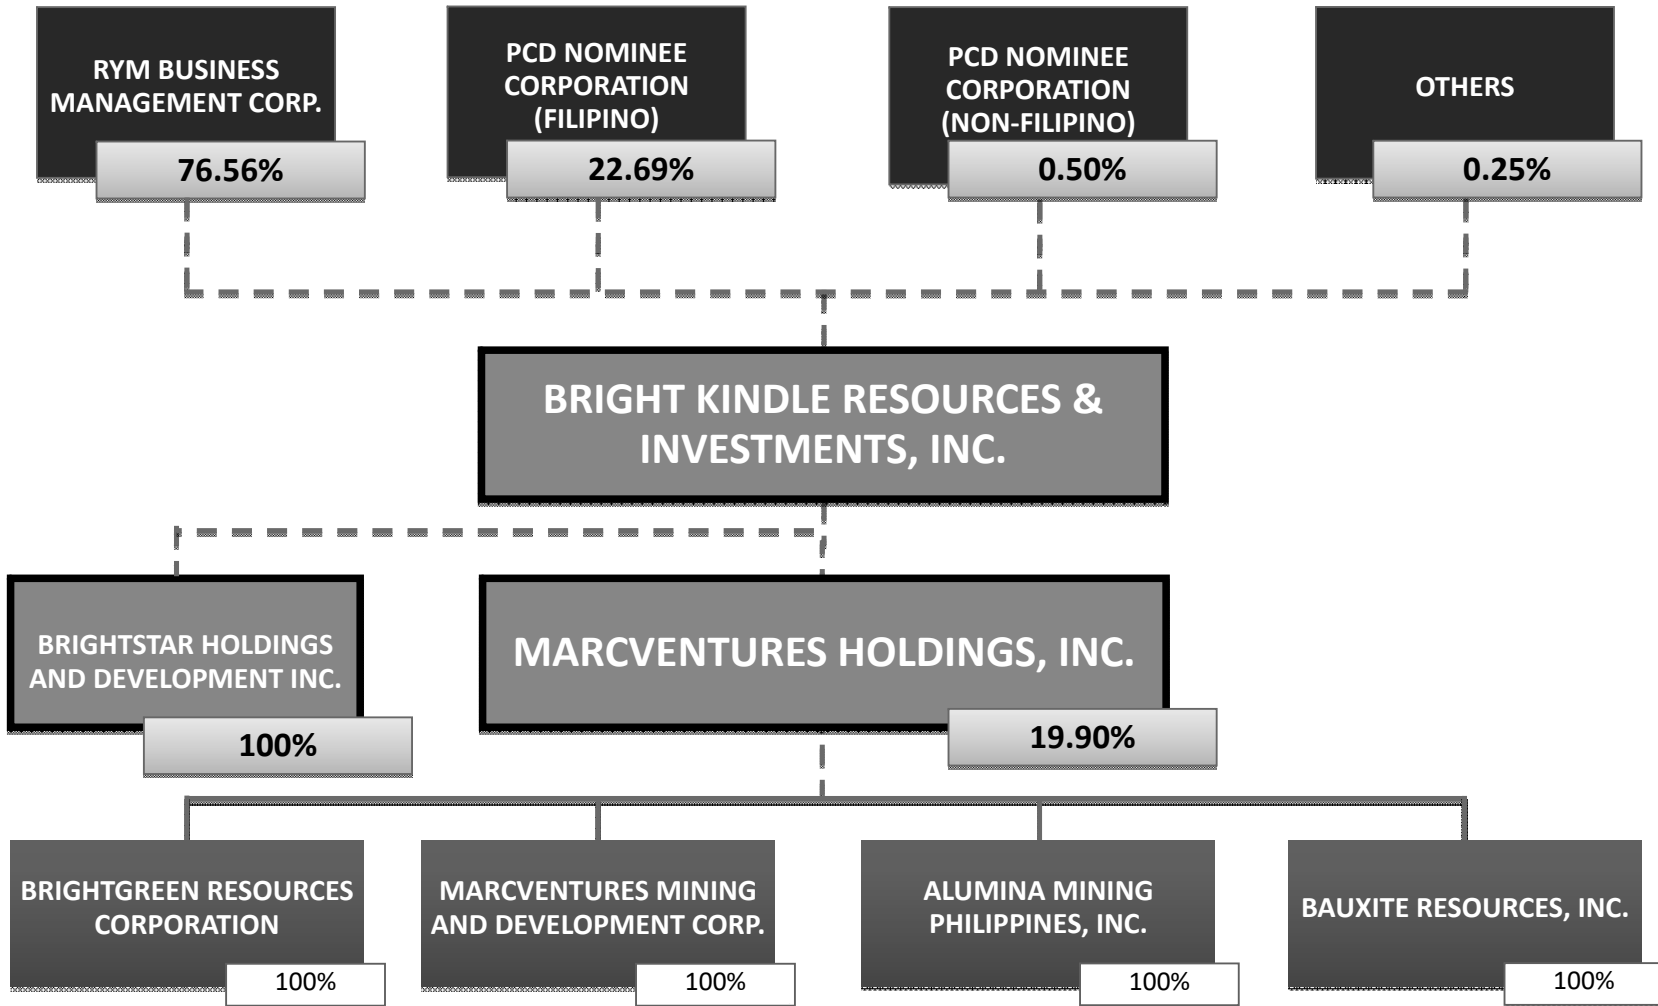 RYM BUSINESS
MANAGEMENT CORP.
76.56%
PCD NOMINEE
CORPORATION
(FILIPINO)
22.69%
PCD NOMINEE
CORPORATION
(NON-FILIPINO)
0.50%
OTHERS
0.25%
BRIGHT KINDLE RESOURCES &
INVESTMENTS, INC.
BRIGHTSTAR HOLDINGS
AND DEVELOPMENT INC.
100%
MARCVENTURES HOLDINGS, INC.
19.90%
BRIGHTGREEN RESOURCES
CORPORATION
100%
MARCVENTURES MINING
AND DEVELOPMENT CORP.
100%
ALUMINA MINING
PHILIPPINES, INC.
100%
BAUXITE RESOURCES, INC.
100%